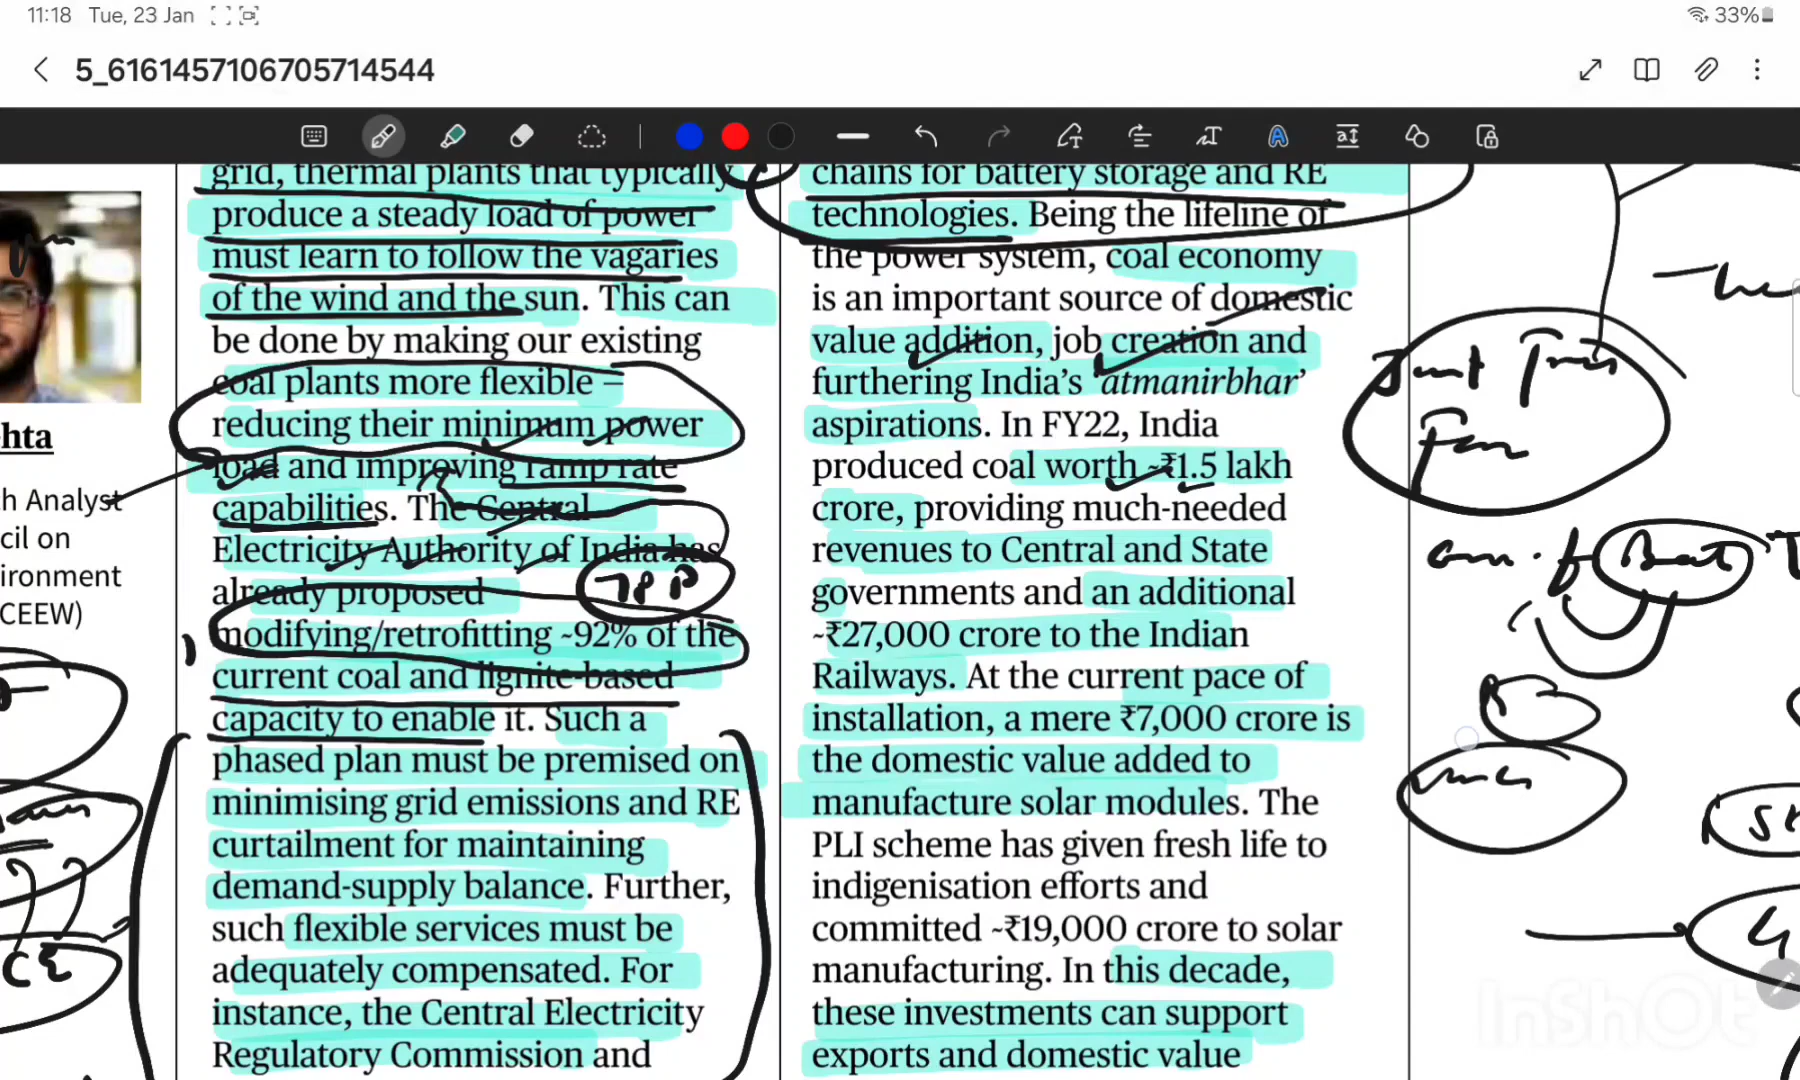 11:18 Tue, 23 Jan
33%
5_6161457106705714544
hta
h Analyst
cil on
ironment
CEEW)
grid, thermal plants that typically
produce a steady load of power
must learn to follow the vagaries
of the wind and the sun. This can
be done by making our existing
coal plants more flexible –
reducing their minimum power
load and improving ramp rate
capabilities. The Central
Electricity Authority of India has
already proposed
TPP
modifying/retrofitting ~92% of the
current coal and lignite-based
capacity to enable it. Such a
phased plan must be premised on
minimising grid emissions and RE
curtailment for maintaining
demand-supply balance. Further,
such flexible services must be
adequately compensated. For
instance, the Central Electricity
Regulatory Commission and
chains for battery storage and RE
technologies. Being the lifeline of
the power system, coal economy
is an important source of domestic
value addition, job creation and
furthering India’s ‘atmanirbhar’
aspirations. In FY22, India
produced coal worth ~₹1.5 lakh
crore, providing much-needed
revenues to Central and State
governments and an additional
~₹27,000 crore to the Indian
Railways. At the current pace of
installation, a mere ₹7,000 crore is
the domestic value added to
manufacture solar modules. The
PLI scheme has given fresh life to
indigenisation efforts and
committed ~₹19,000 crore to solar
manufacturing. In this decade,
these investments can support
exports and domestic value
InShOt